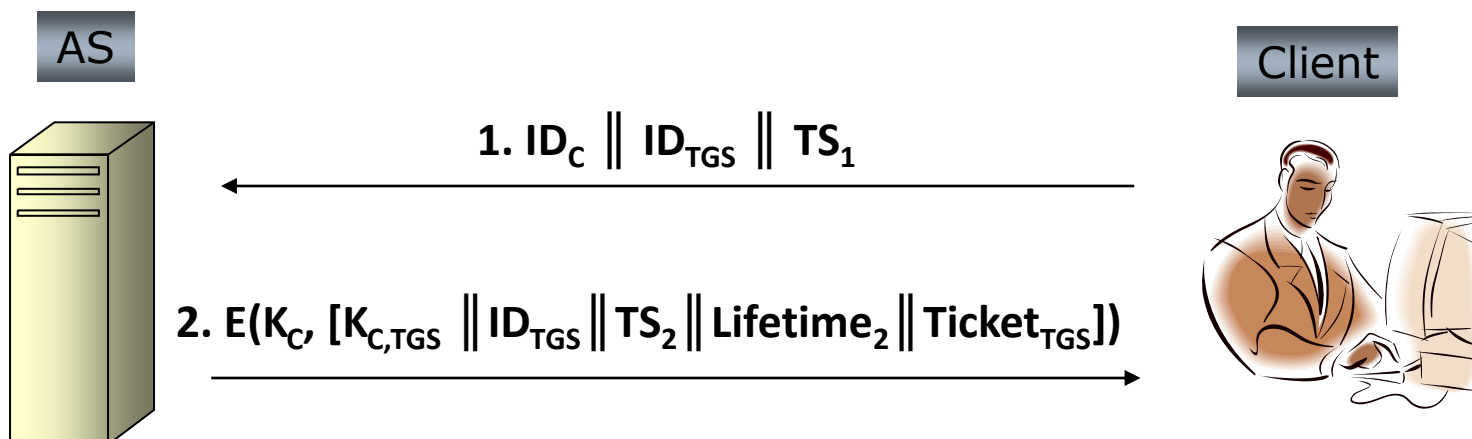 AS
Client
1. ID_C ‖ ID_TGS ‖ TS_1
2. E(K_C, [K_C,TGS ‖ ID_TGS ‖ TS_2 ‖ Lifetime_2 ‖ Ticket_TGS])